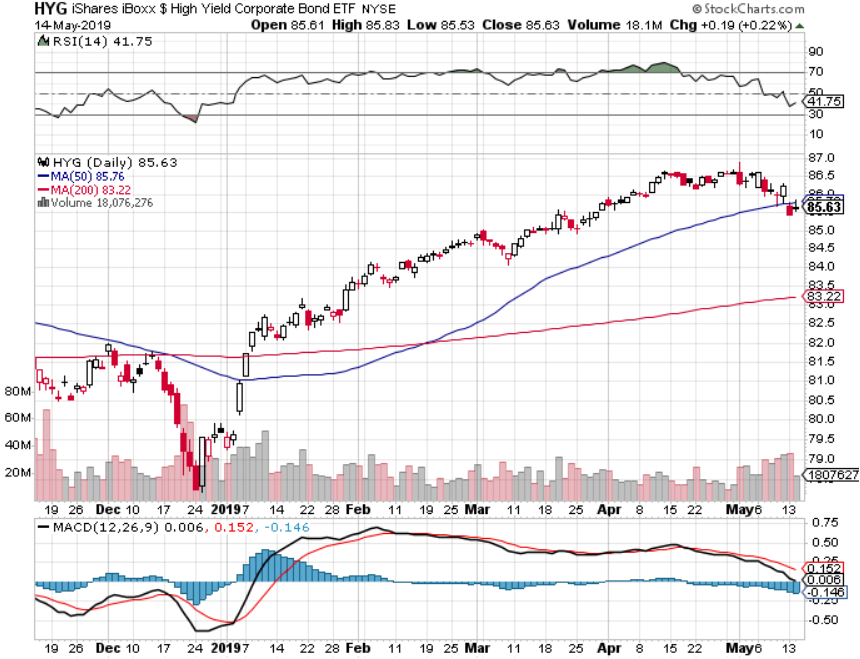 HYG iShares iBoxx $ High Yield Corporate Bond ETF NYSE © StockCharts.com
14-May-2019 Open 85.61 High 85.83 Low 85.53 Close 85.63 Volume 18.1M Chg +0.19 (+0.22%)
RSI(14) 41.75
90
70
50
41.75
30
10
HYG (Daily) 85.63
MA(50) 85.76
MA(200) 83.22
Volume 18,076,276
87.0
86.5
86.0
85.63
85.0
84.5
84.0
83.5
83.22
83.0
82.5
82.0
81.5
81.0
80.5
80.0
79.5
79.0
80M
60M
40M
20M
1807627
19 26 Dec 10 17 24 2019 7 14 22 28 Feb 11 19 25 Mar 11 18 25 Apr 8 15 22 May 6 13
MACD(12,26,9) 0.006, 0.152, -0.146
0.75
0.50
0.25
0.152
0.006
-0.146
-0.25
-0.50
19 26 Dec 10 17 24 2019 7 14 22 28 Feb 11 19 25 Mar 11 18 25 Apr 8 15 22 May 6 13